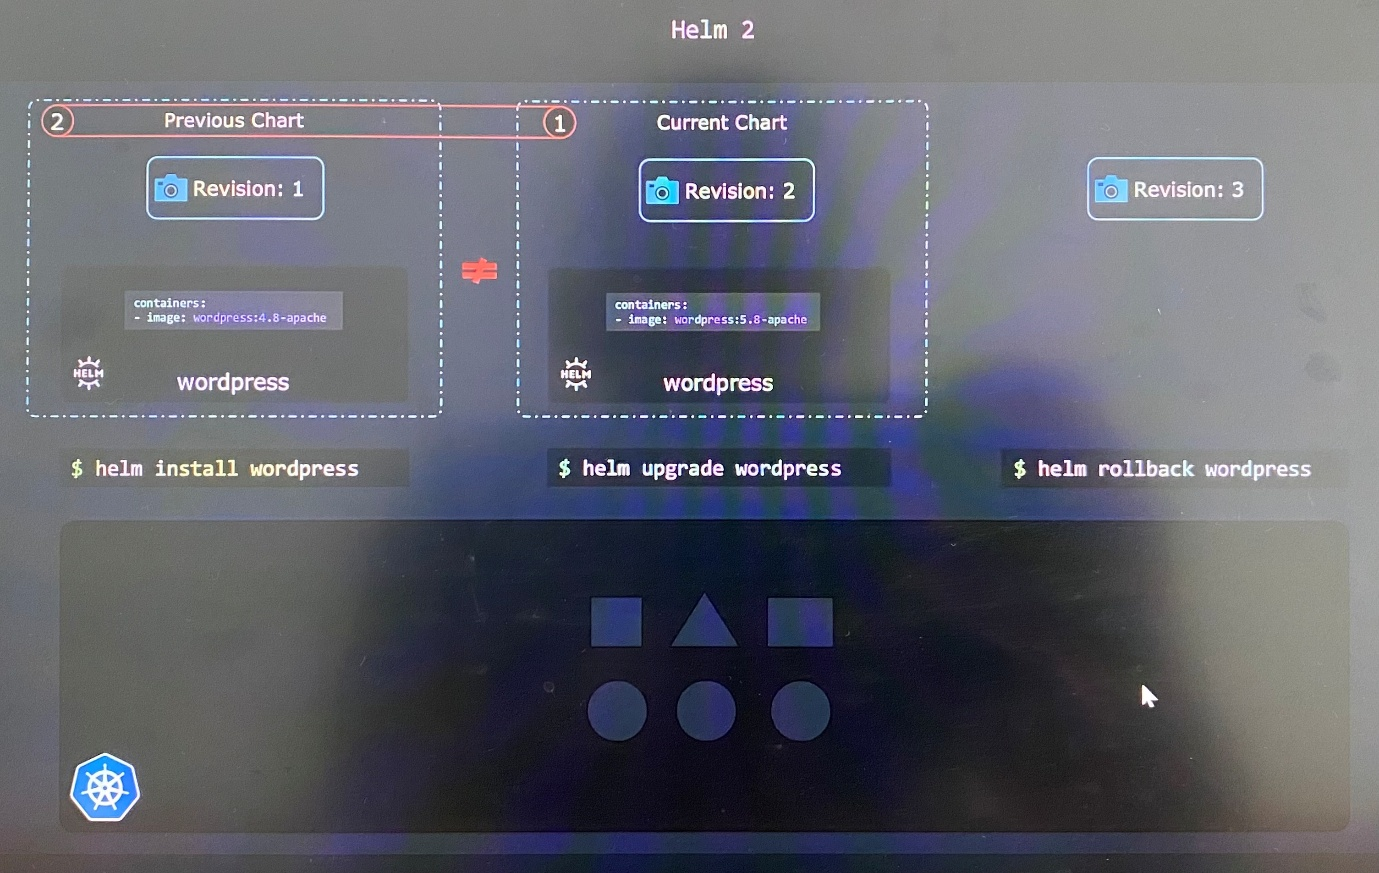 Helm 2
2 Previous Chart 1 Current Chart
Revision: 1
Revision: 2
Revision: 3
containers:
- image: wordpress:4.8-apache
HELM wordpress
containers:
- image: wordpress:5.8-apache
HELM wordpress
$ helm install wordpress
$ helm upgrade wordpress
$ helm rollback wordpress